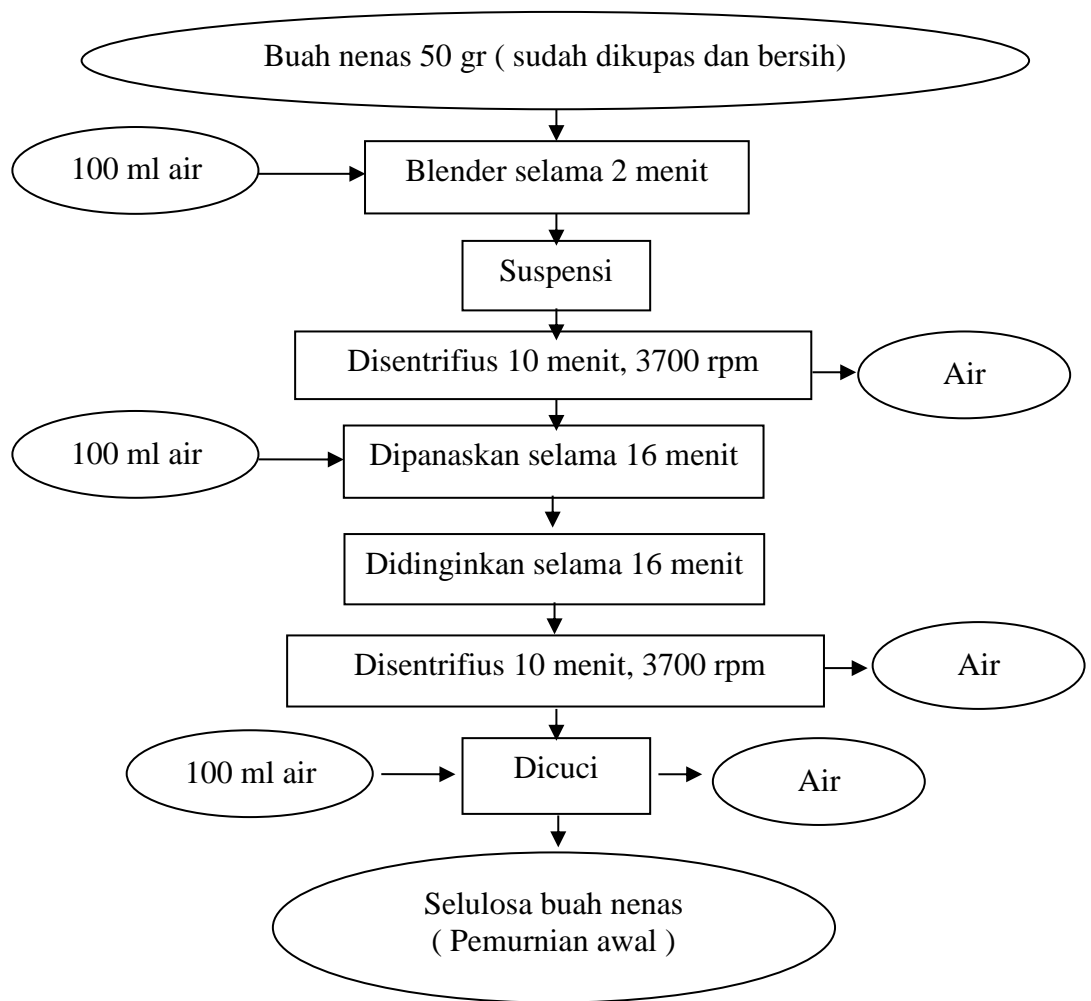 Buah nenas 50 gr ( sudah dikupas dan bersih)
100 ml air
Blender selama 2 menit
Suspensi
Disentrifius 10 menit, 3700 rpm
Air
100 ml air
Dipanaskan selama 16 menit
Didinginkan selama 16 menit
Disentrifius 10 menit, 3700 rpm
Air
100 ml air
Dicuci
Air
Selulosa buah nenas
( Pemurnian awal )